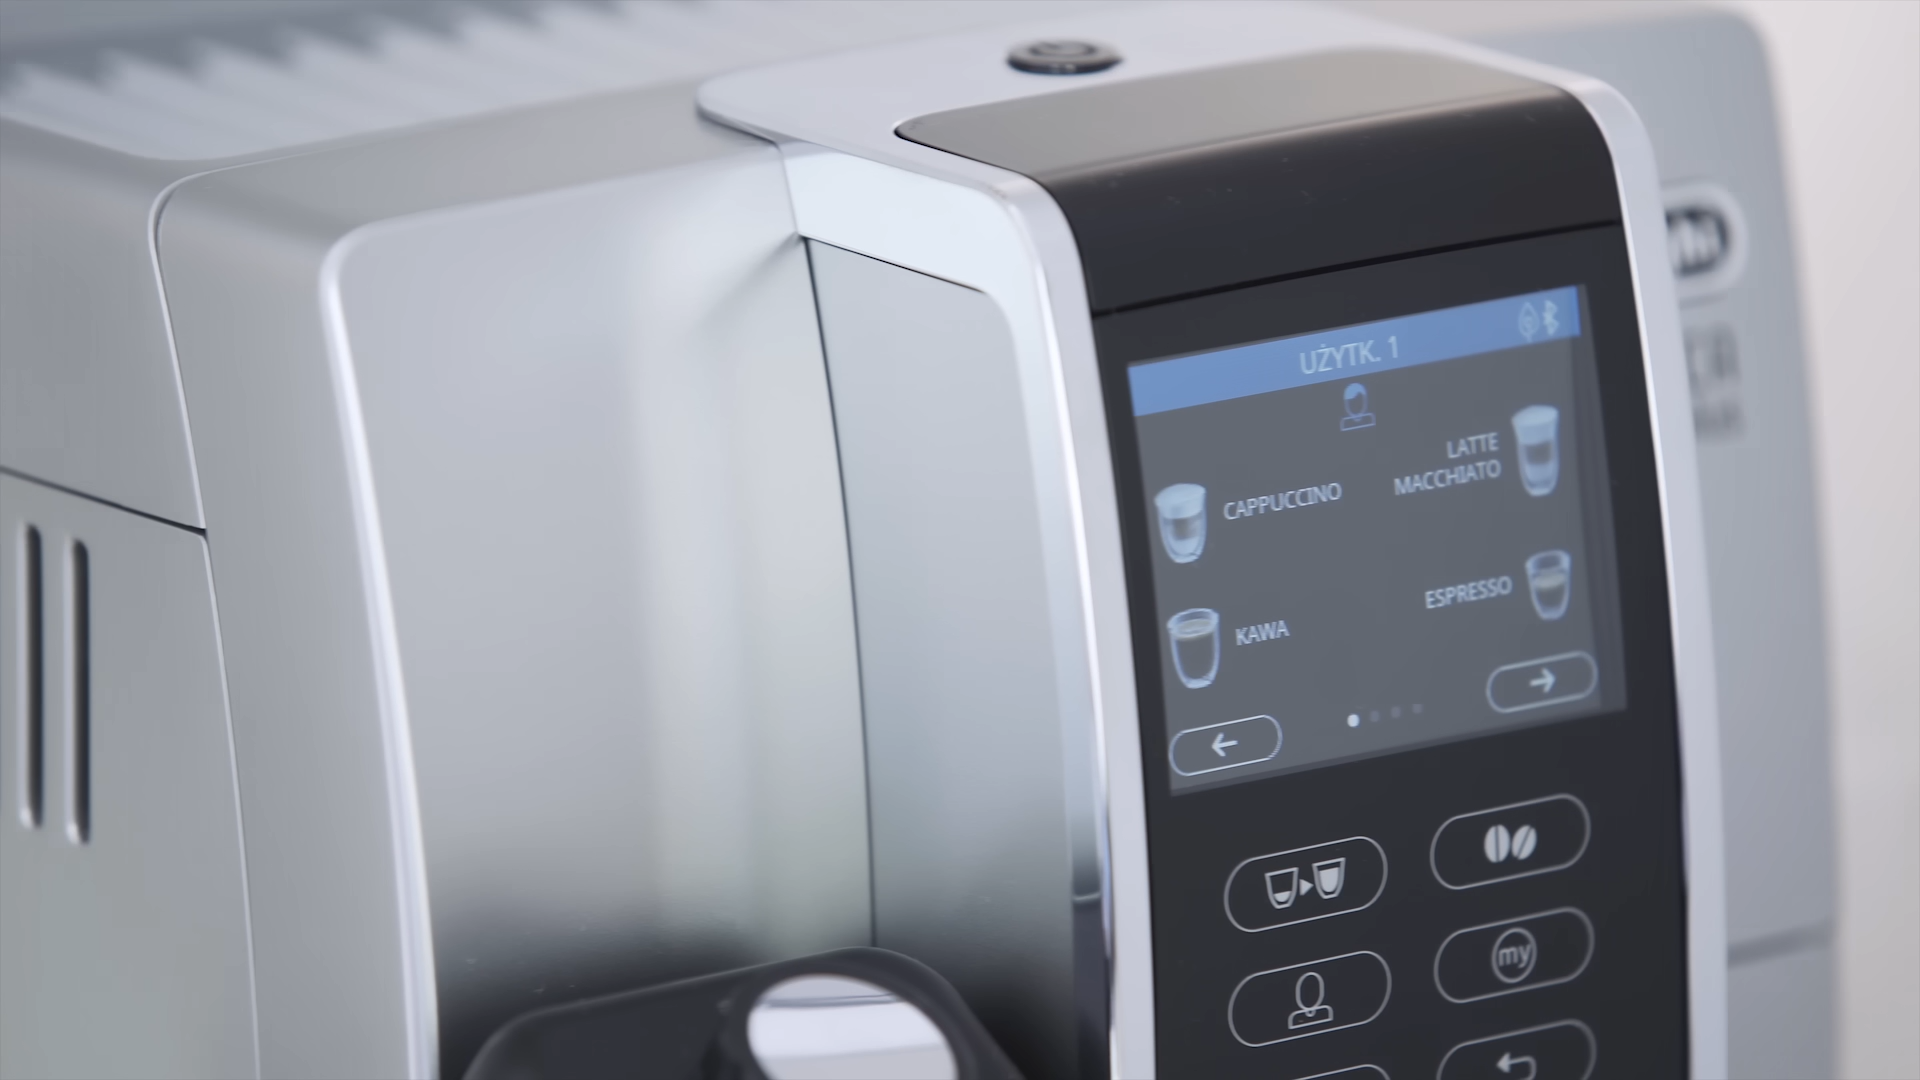 UŻYTK. 1
LATTE
MACCHIATO
CAPPUCCINO
ESPRESSO
KAWA
my